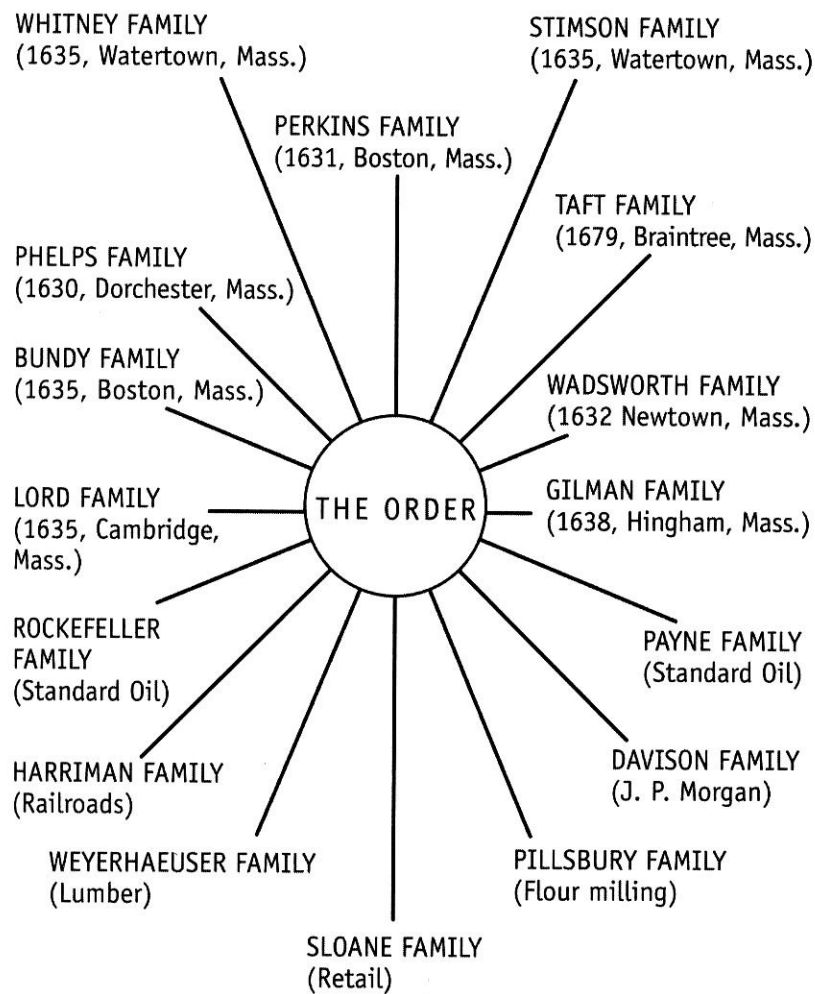 WHITNEY FAMILY
(1635, Watertown, Mass.)
STIMSON FAMILY
(1635, Watertown, Mass.)
PERKINS FAMILY
(1631, Boston, Mass.)
TAFT FAMILY
(1679, Braintree, Mass.)
PHELPS FAMILY
(1630, Dorchester, Mass.)
BUNDY FAMILY
(1635, Boston, Mass.)
WADSWORTH FAMILY
(1632 Newtown, Mass.)
LORD FAMILY
(1635, Cambridge,
Mass.)
THE ORDER
GILMAN FAMILY
(1638, Hingham, Mass.)
ROCKEFELLER
FAMILY
(Standard Oil)
PAYNE FAMILY
(Standard Oil)
HARRIMAN FAMILY
(Railroads)
DAVISON FAMILY
(J. P. Morgan)
WEYERHAEUSER FAMILY
(Lumber)
PILLSBURY FAMILY
(Flour milling)
SLOANE FAMILY
(Retail)